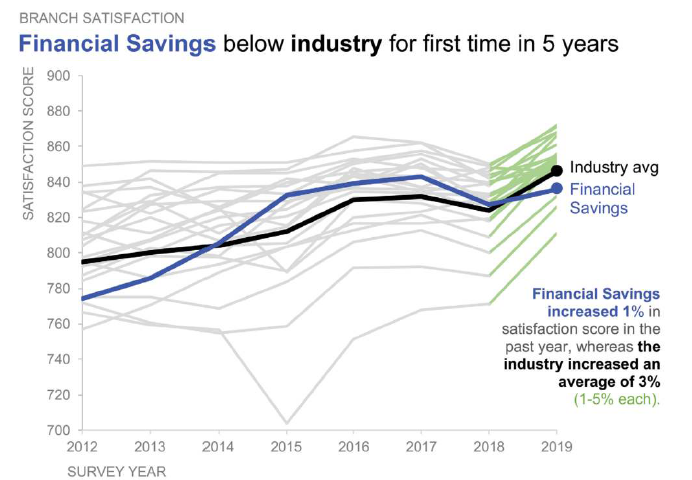 BRANCH SATISFACTION
Financial Savings below industry for first time in 5 years
SATISFACTION SCORE
900
880
860
840
820
800
780
760
740
720
700
2012
2013
2014
2015
2016
2017
2018
2019
SURVEY YEAR
Industry avg
Financial
Savings
Financial Savings
increased 1% in
satisfaction score in the
past year, whereas the
industry increased an
average of 3%
(1-5% each).